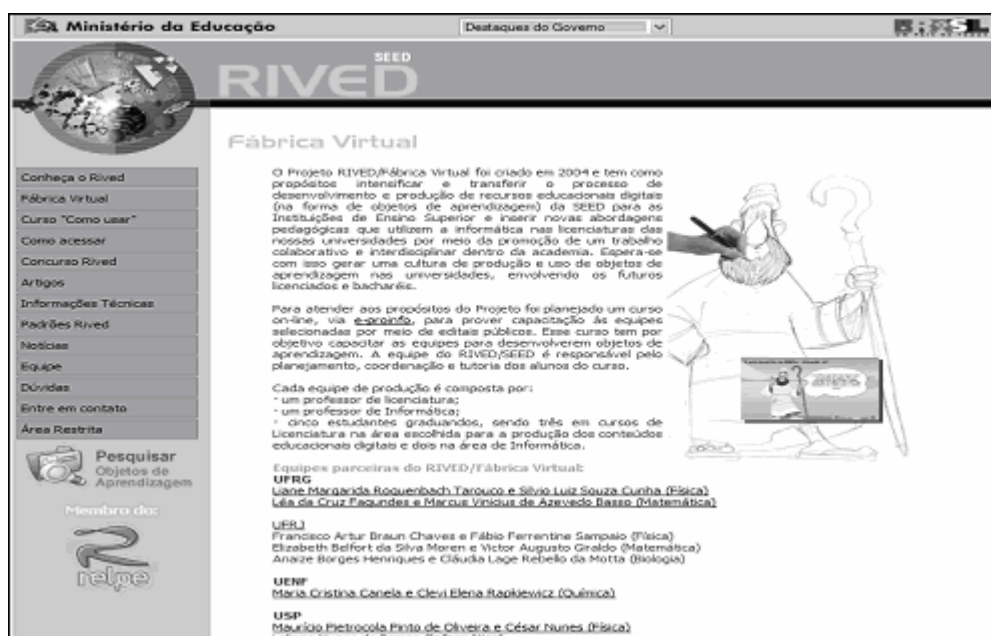 Ministério da Educação
Destaques do Governo
BRASIL
SEED
RIVED
Fábrica Virtual
Conheça o Rived
Fábrica Virtual
Curso "Como usar"
Como acessar
Concurso Rived
Artigos
Informações Técnicas
Padrões Rived
Notícias
Equipe
Dúvidas
Entre em contato
Área Restrita
Pesquisar
Objetos de
Aprendizagem
Membro do:
relpe
O Projeto RIVED/Fábrica Virtual foi criado em 2004 e tem como
propósitos intensificar e transferir o processo de
desenvolvimento e produção de recursos educacionais digitais
(na forma de objetos de aprendizagem) da SEED para as
Instituições de Ensino Superior e inserir novas abordagens
pedagógicas que utilizem a informática nas licenciaturas das
nossas universidades por meio da promoção de um trabalho
colaborativo e interdisciplinar dentro da academia. Espera-se
com isso gerar uma cultura de produção e uso de objetos de
aprendizagem nas universidades, envolvendo os futuros
licenciados e bacharéis.
Para atender aos propósitos do Projeto foi planejado um curso
on-line, via e-proinfo, para prover capacitação às equipes
selecionadas por meio de editais públicos. Esse curso tem por
objetivo capacitar as equipes para desenvolverem objetos de
aprendizagem. A equipe do RIVED/SEED é responsável pelo
planejamento, coordenação e tutoria dos alunos do curso.
Cada equipe de produção é composta por:
- um professor de licenciatura;
- um professor de Informática;
- cinco estudantes graduandos, sendo três em cursos de
Licenciatura na área escolhida para a produção dos conteúdos
educacionais digitais e dois na área de Informática.
Equipes parceiras do RIVED/Fábrica Virtual:
UFRG
Liane Margarida Roquenbach Tarouco e Silvio Luiz Souza Cunha (Física)
Léa da Cruz Fagundes e Marcus Vinicius de Azevedo Basso (Matemática)
UFRJ
Francisco Artur Braun Chaves e Fábio Ferrentine Sampaio (Física)
Elizabeth Belfort da Silva Moren e Victor Augusto Giraldo (Matemática)
Anaize Borges Henriques e Cláudia Lage Rebello da Motta (Biologia)
UENF
Maria Cristina Canela e Clevi Elena Rapkiewicz (Química)
USP
Maurício Pietrocola Pinto de Oliveira e César Nunes (Física)